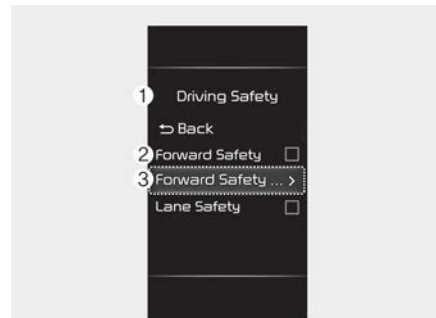 1 Driving Safety
Back
2 Forward Safety
3 Forward Safety ... >
Lane Safety